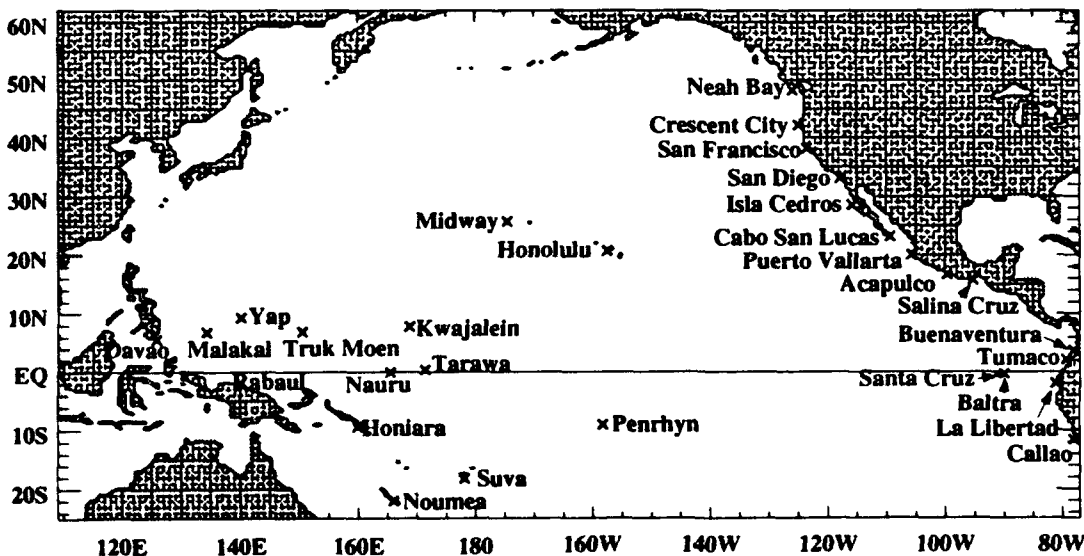 60N
50N
Neah Bay
Crescent City
40N
San Francisco
San Diego
30N
Isla Cedros
Midway
Cabo San Lucas
Honolulu
20N
Puerto Vallarta
Acapulco
Salina Cruz
10N
Yap
Kwajalein
Buenaventura
Davao
Malakal
Truk Moen
Tarawa
Tumaco
EQ
Rabaul
Nauru
Santa Cruz
Baltra
10S
Honiara
Penrhyn
La Libertad
Callao
Suva
20S
Noumea
120E 140E 160E 180 160W 140W 120W 100W 80W